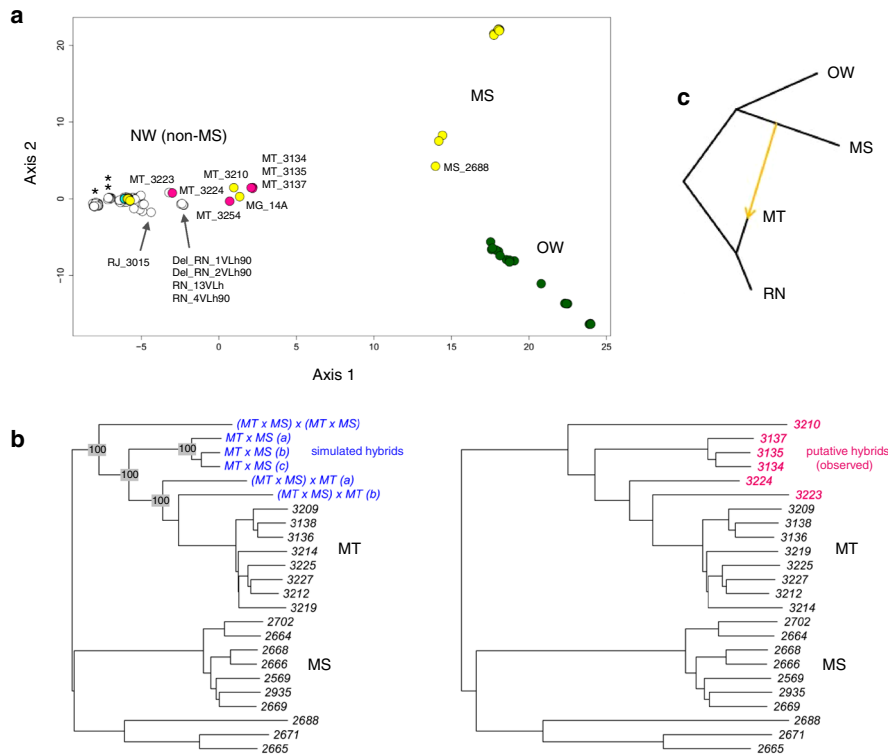 a
20
10
0
−10
Axis 2
−5
0
5
10
15
20
25
Axis 1
NW (non-MS)
MS
OW
*
*
*
MT_3223
MT_3224
MT_3210
MT_3254
MG_14A
MT_3134
MT_3135
MT_3137
MS_2688
RJ_3015
Del_RN_1VLh90
Del_RN_2VLh90
RN_13VLh
RN_4VLh90
c
OW
MS
MT
RN
b
100
100
100
100
(MT x MS) x (MT x MS)
MT x MS (a)
MT x MS (b) simulated hybrids
MT x MS (c)
(MT x MS) x MT (a)
(MT x MS) x MT (b)
3209
3138
3136
3214
MT
3225
3227
3212
3219
2702
2664
2668
2666
MS
2569
2935
2669
2688
2671
2665
3210
3137
3135 putative hybrids
3134 (observed)
3224
3223
3209
3138
3136
3219
MT
3225
3227
3212
3214
2702
2664
2668
2666
MS
2569
2935
2669
2688
2671
2665